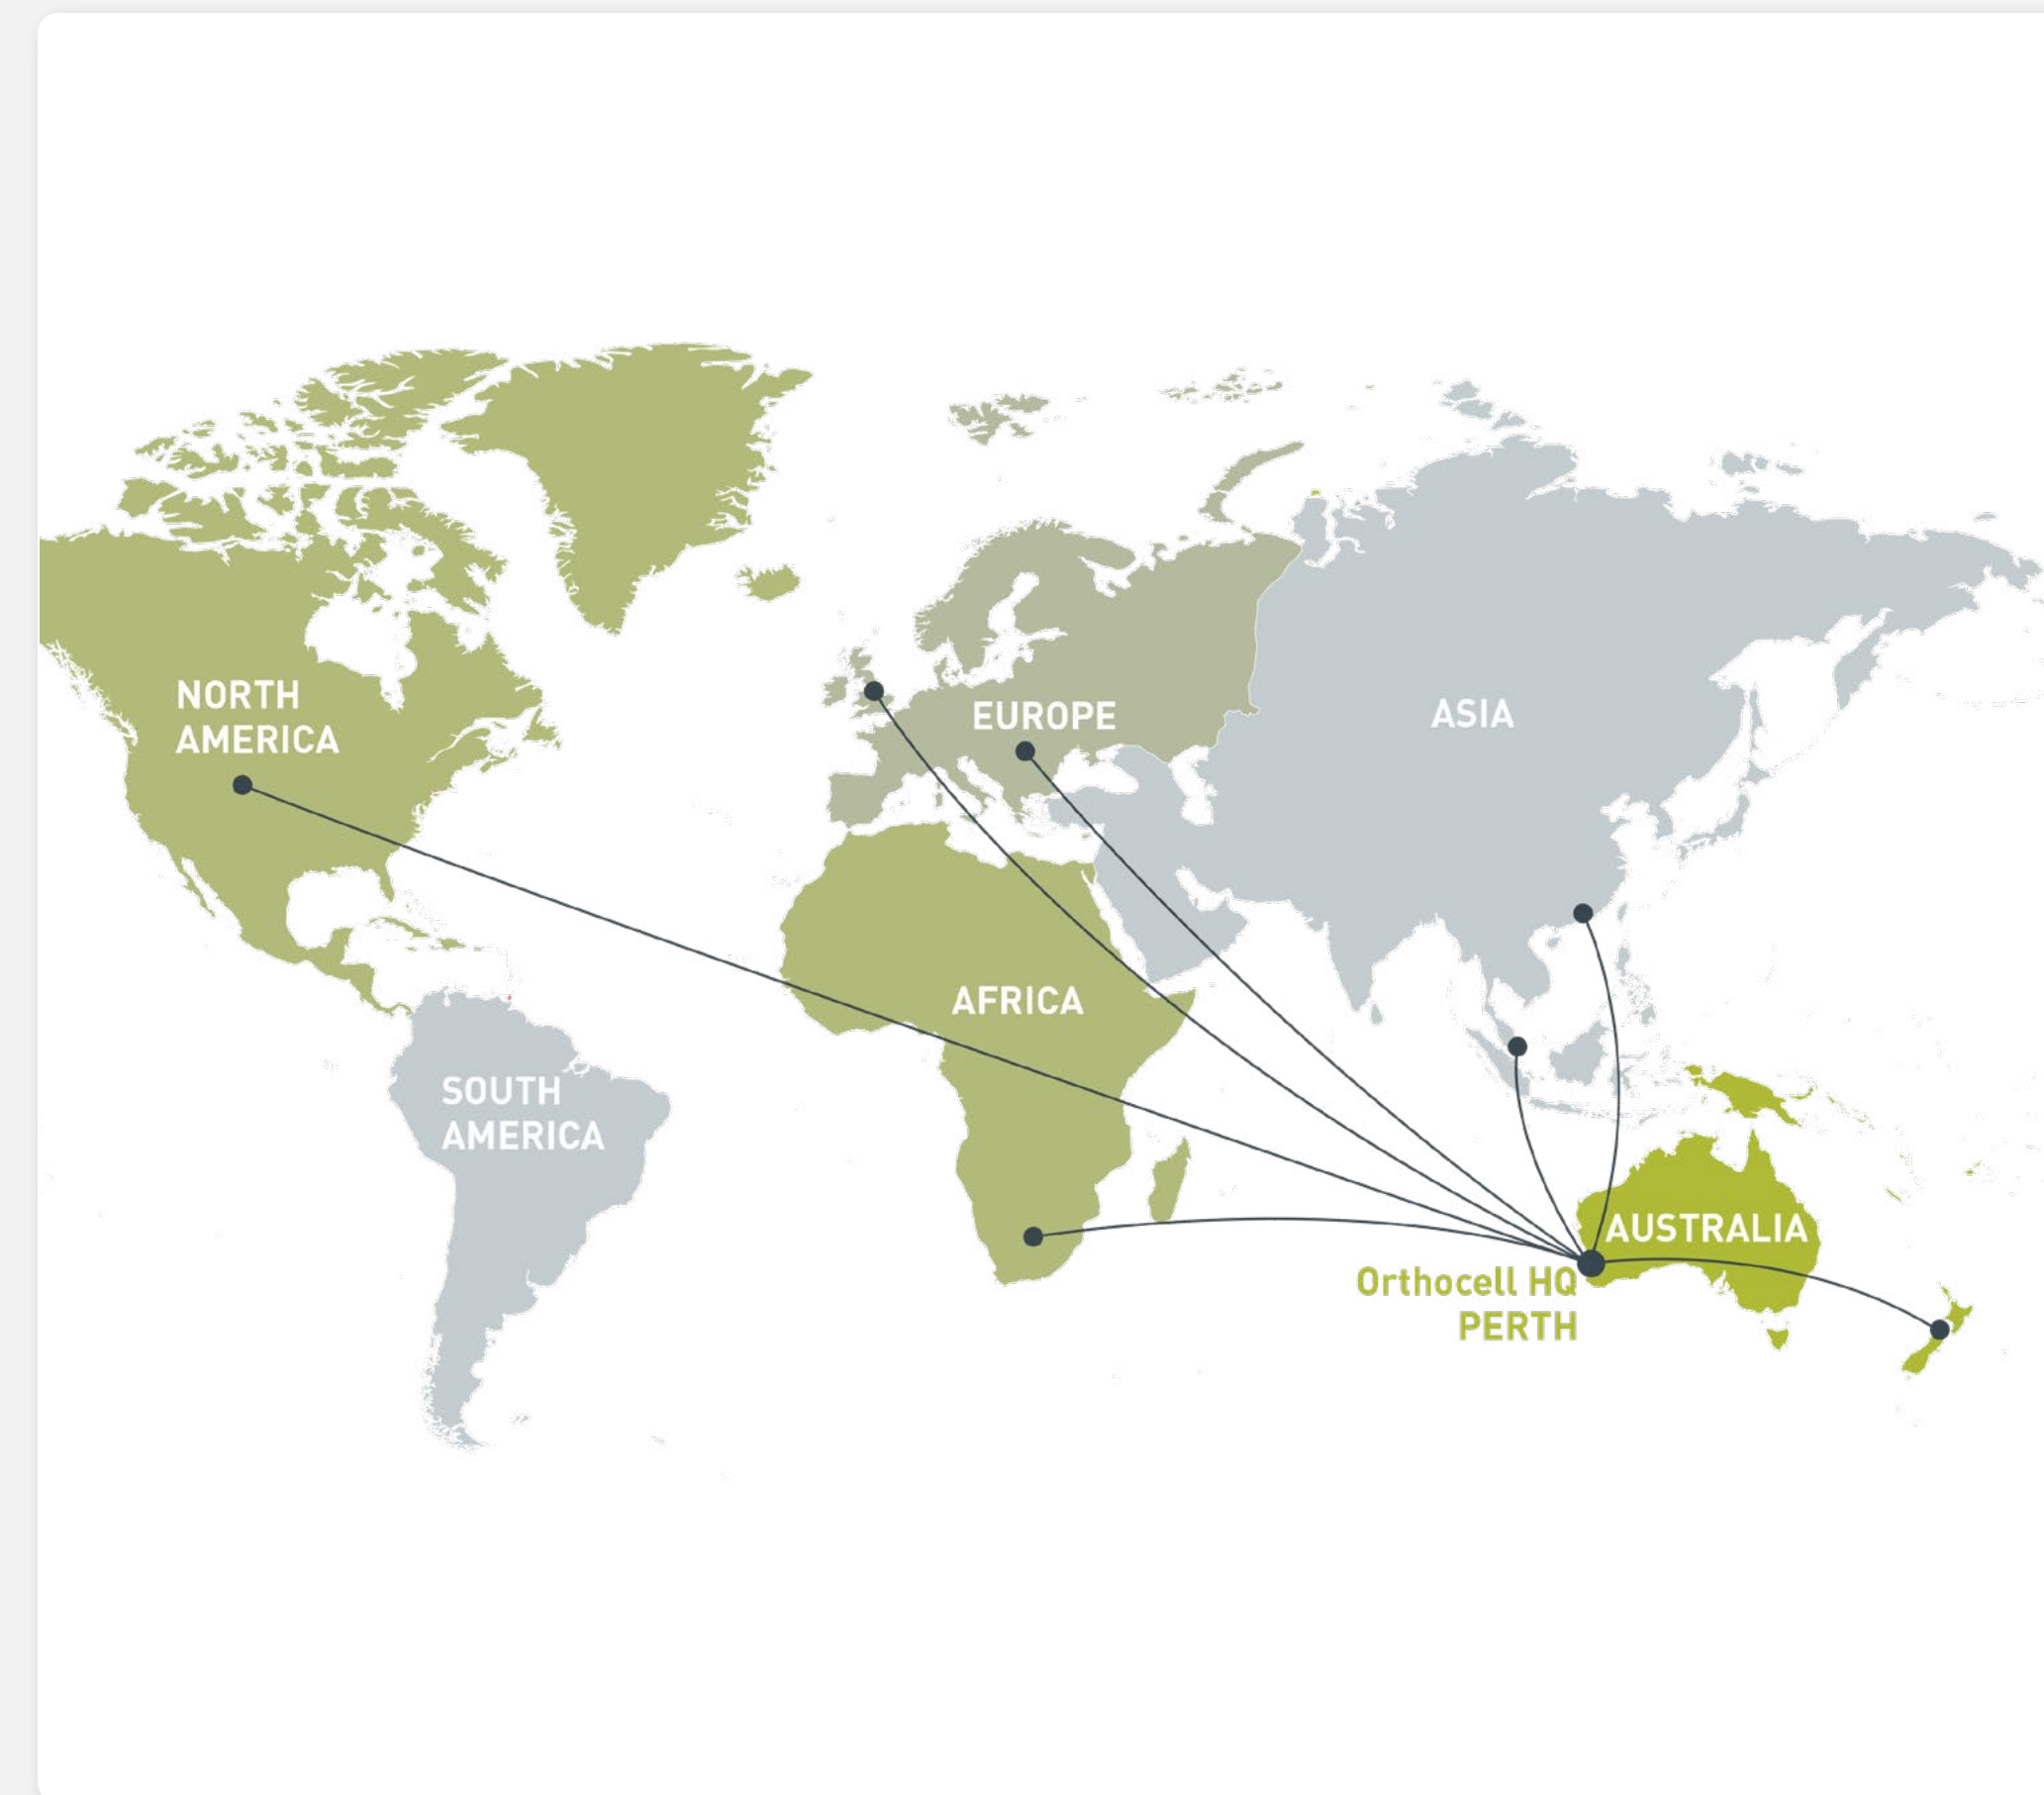 NORTH
AMERICA
EUROPE
ASIA
AFRICA
SOUTH
AMERICA
AUSTRALIA
Orthocell HQ
PERTH